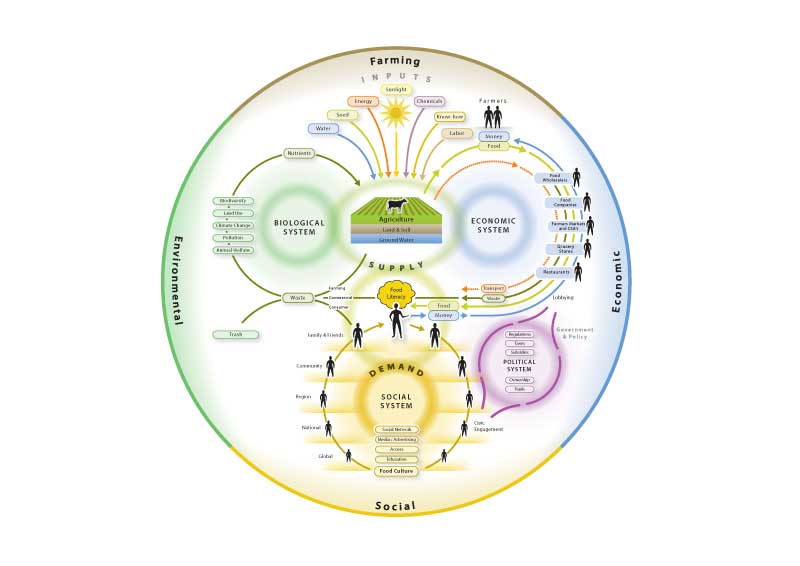 Farming
INPUTS
Sunlight
Energy
Chemicals
Seed
Know-how
Water
Labor
Farmers
Money
Food
Nutrients
Food
Wholesalers
Food
Companies
Farmers Markets
and CSA's
Grocery
Stores
Restaurants
Biodiversity
Land Use
Climate Change
Pollution
Animal Welfare
BIOLOGICAL
SYSTEM
Agriculture
Land & Soil
Ground Water
ECONOMIC
SYSTEM
Environmental
Economic
SUPPLY
Farming
Commercial
Consumer
Waste
Trash
Food
Literacy
Transport
Waste
Food
Money
Lobbying
Government
& Policy
Regulations
Taxes
Subsidies
POLITICAL
SYSTEM
Ownership
Trade
Civic
Engagement
Family & Friends
Community
Region
National
Global
DEMAND
SOCIAL
SYSTEM
Social Network
Media / Advertising
Access
Education
Food Culture
Social